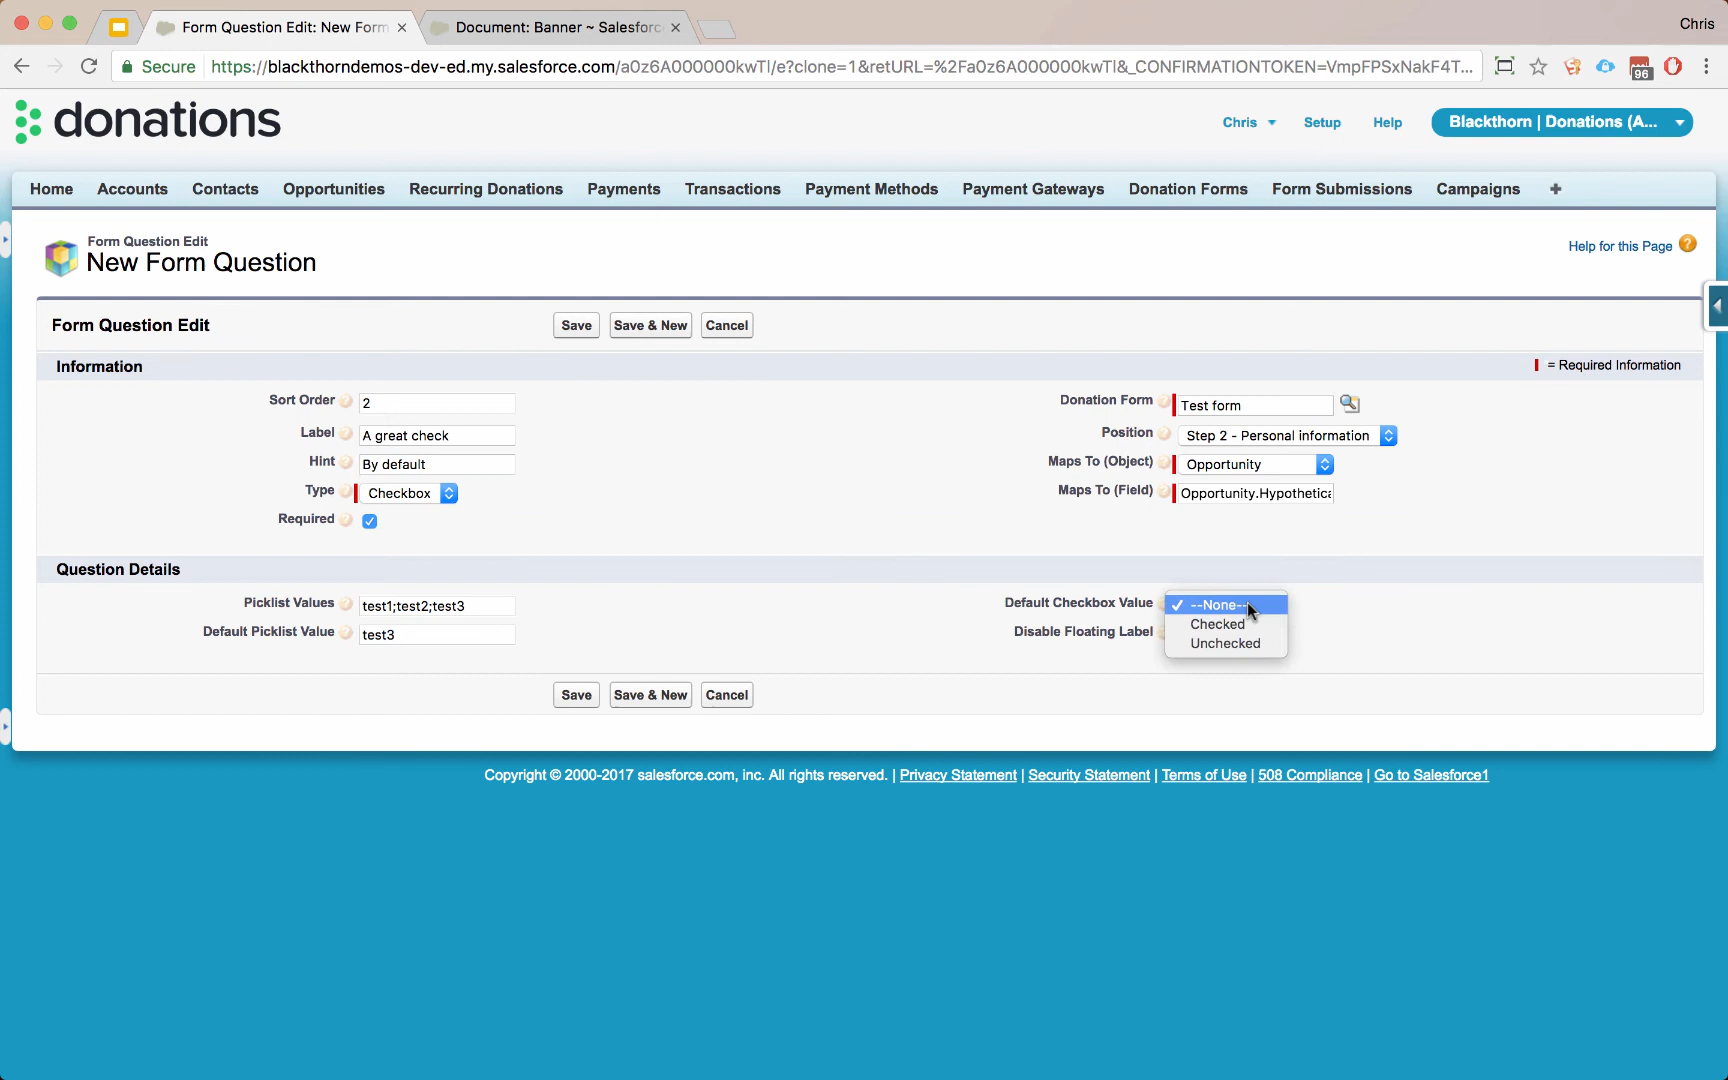 Form Question Edit: New Form
Document: Banner ~ Salesforc
Chris
Secure
https://blackthorndemos-dev-ed.my.salesforce.com/a0z6A000000kwTI/e?clone=1&retURL=%2Fa0z6A000000kwTI&_CONFIRMATIONTOKEN=VmpFPSxNakF4T...
96
donations
Chris
Setup
Help
Blackthorn | Donations (A...
Home
Accounts
Contacts
Opportunities
Recurring Donations
Payments
Transactions
Payment Methods
Payment Gateways
Donation Forms
Form Submissions
Campaigns
+
Form Question Edit
New Form Question
Help for this Page ?
Form Question Edit
Save
Save & New
Cancel
Information
= Required Information
Sort Order ? 2
Donation Form ? Test form
Label ? A great check
Position ? Step 2 - Personal information
Hint ? By default
Maps To (Object) ? Opportunity
Type ? Checkbox
Maps To (Field) ? Opportunity.Hypothetica
Required ?
Question Details
Picklist Values ? test1;test2;test3
Default Checkbox Value
--None--
Checked
Unchecked
Default Picklist Value ? test3
Disable Floating Label
Save
Save & New
Cancel
Copyright © 2000-2017 salesforce.com, inc. All rights reserved. | Privacy Statement | Security Statement | Terms of Use | 508 Compliance | Go to Salesforce1